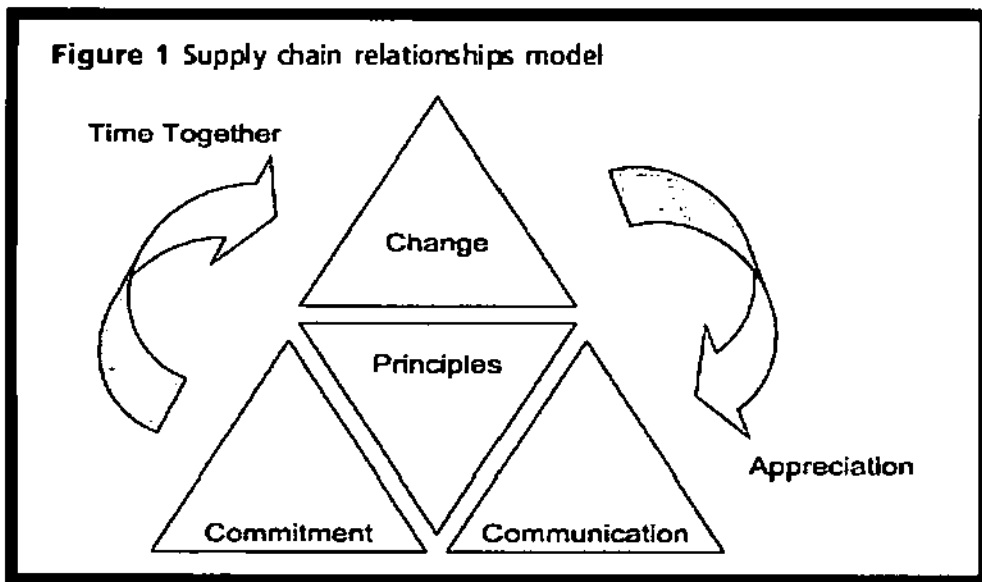 Figure 1 Supply chain relationships model
Time Together
Change
Principles
Commitment
Communication
Appreciation